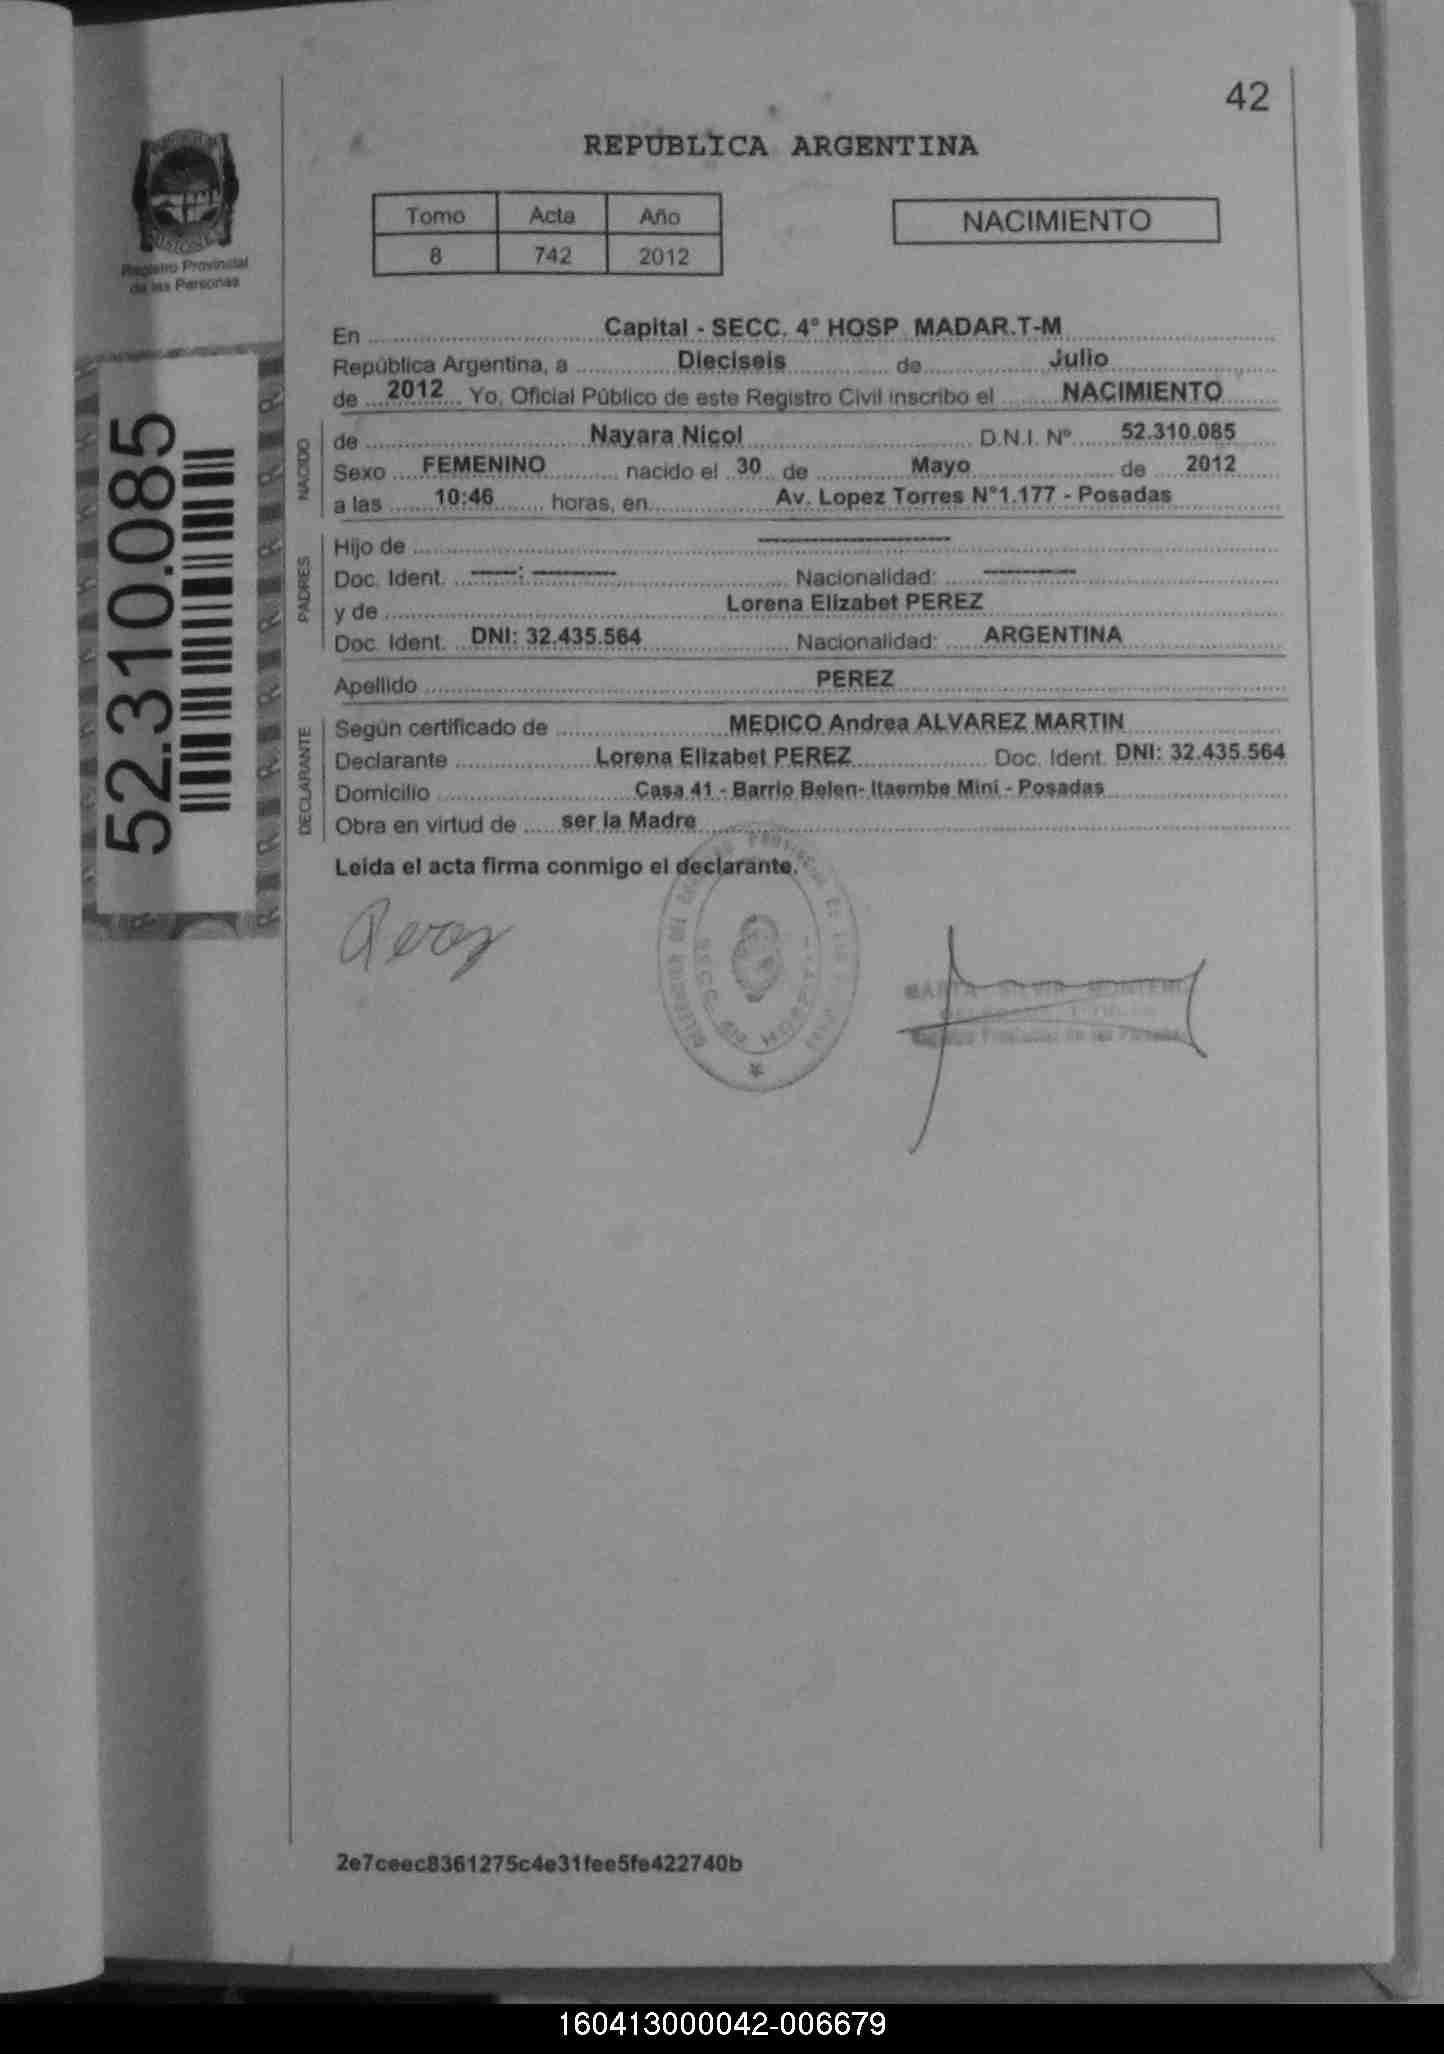 42
REPUBLICA ARGENTINA
Registro Provincial
de las Personas
Tomo Acta Año
8 742 2012
NACIMIENTO
En Capital - SECC. 4° HOSP. MADAR.T-M
República Argentina, a Dieciseis de Julio
de 2012 Yo, Oficial Público de este Registro Civil inscribo el NACIMIENTO
NACIDO
de Nayara Nicol D.N.I. Nº 52.310.085
Sexo FEMENINO nacido el 30 de Mayo de 2012
a las 10:46 horas, en Av. Lopez Torres N°1.177 - Posadas
PADRES
Hijo de ----------
Doc. Ident. -----: --------- Nacionalidad: ----------
y de Lorena Elizabet PEREZ
Doc. Ident. DNI: 32.435.564 Nacionalidad: ARGENTINA
Apellido PEREZ
DECLARANTE
Según certificado de MEDICO Andrea ALVAREZ MARTIN
Declarante Lorena Elizabet PEREZ Doc. Ident. DNI: 32.435.564
Domicilio Casa 41 - Barrio Belen- Itaembe Mini - Posadas
Obra en virtud de ser la Madre
Leida el acta firma conmigo el declarante.
52.310.085
Perez
SECC. 4º HOSP.
2e7ceec8361275c4e31fee5fe422740b
160413000042-006679